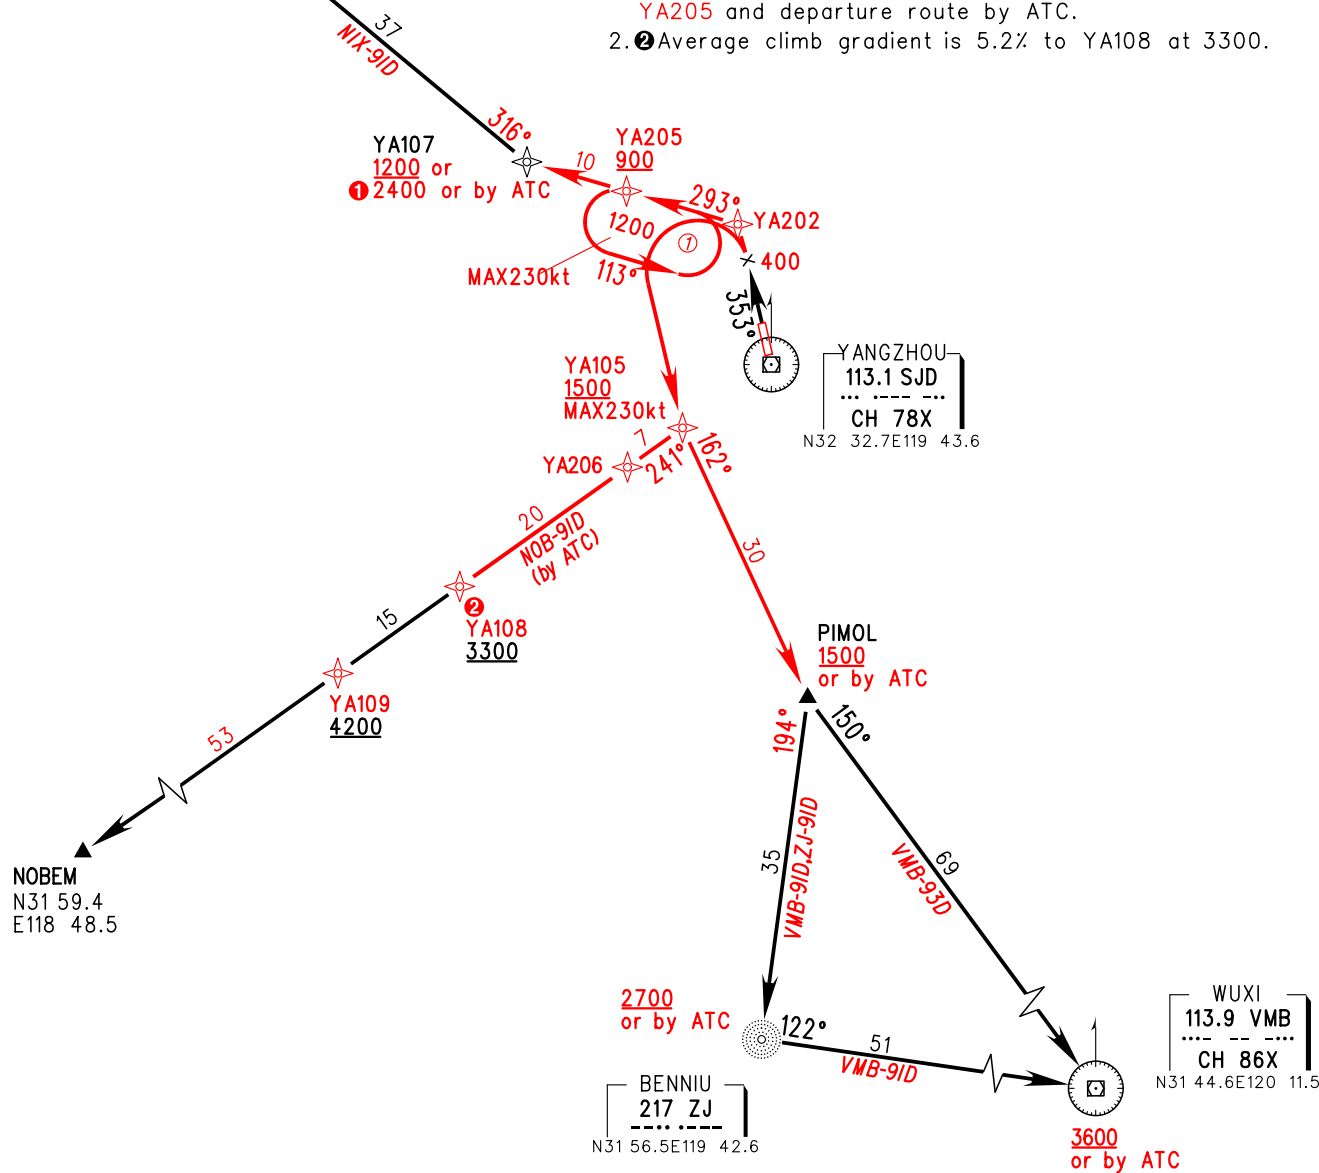 YA205 and departure route by ATC.
2.❷Average climb gradient is 5.2% to YA108 at 3300.
37
NIX-91D
316°
YA107
1200 or
❶2400 or by ATC
10
YA205
900
293°
YA202
1200
①
400
MAX230kt
113°
353°
YANGZHOU
113.1 SJD
... .--- -..
CH 78X
N32 32.7E119 43.6
YA105
1500
MAX230kt
7
241°
162°
YA206
20
NOB-91D
(by ATC)
30
❷
YA108
3300
15
YA109
4200
53
NOBEM
N31 59.4
E118 48.5
PIMOL
1500
or by ATC
194°
150°
35
VMB-91D,ZJ-91D
69
VMB-93D
2700
or by ATC
122°
51
VMB-91D
BENNIU
217 ZJ
--.. .---
N31 56.5E119 42.6
WUXI
113.9 VMB
...- -- -...
CH 86X
N31 44.6E120 11.5
3600
or by ATC